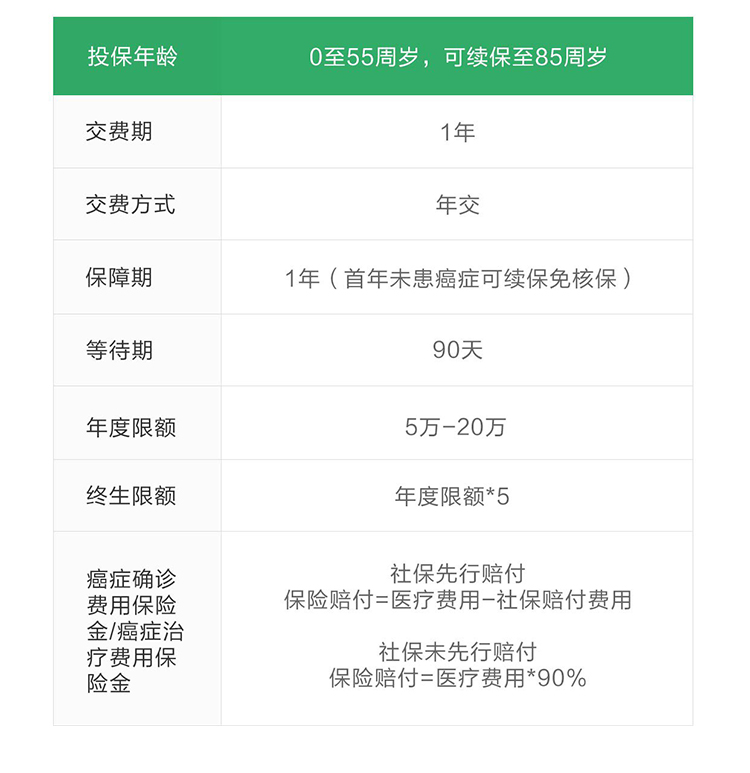 投保年龄
0至55周岁，可续保至85周岁
交费期
1年
交费方式
年交
保障期
1年（首年未患癌症可续保免核保）
等待期
90天
年度限额
5万-20万
终生限额
年度限额*5
癌症确诊
费用保险
金/癌症治
疗费用保
险金
社保先行赔付
保险赔付=医疗费用-社保赔付费用
社保未先行赔付
保险赔付=医疗费用*90%